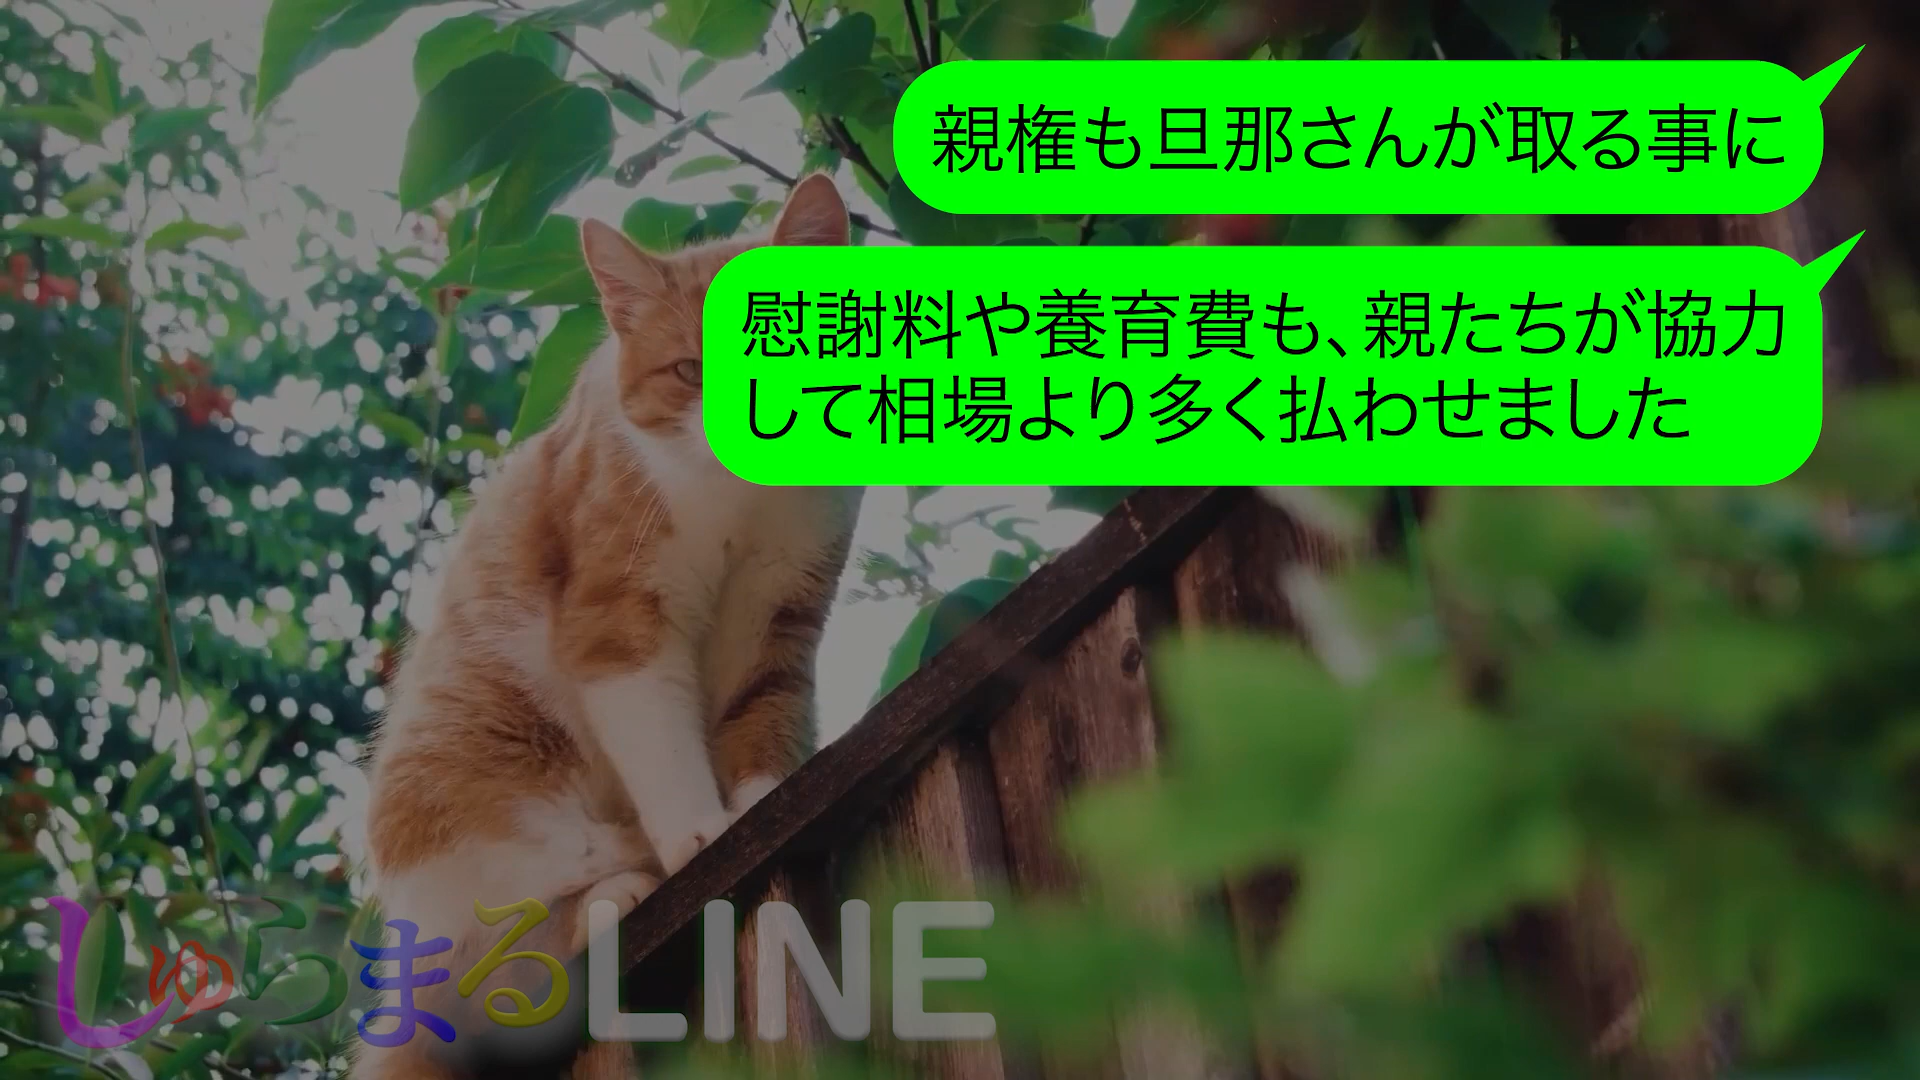 親権も旦那さんが取る事に
慰謝料や養育費も、親たちが協力
して相場より多く払わせました
しゅらまるLINE